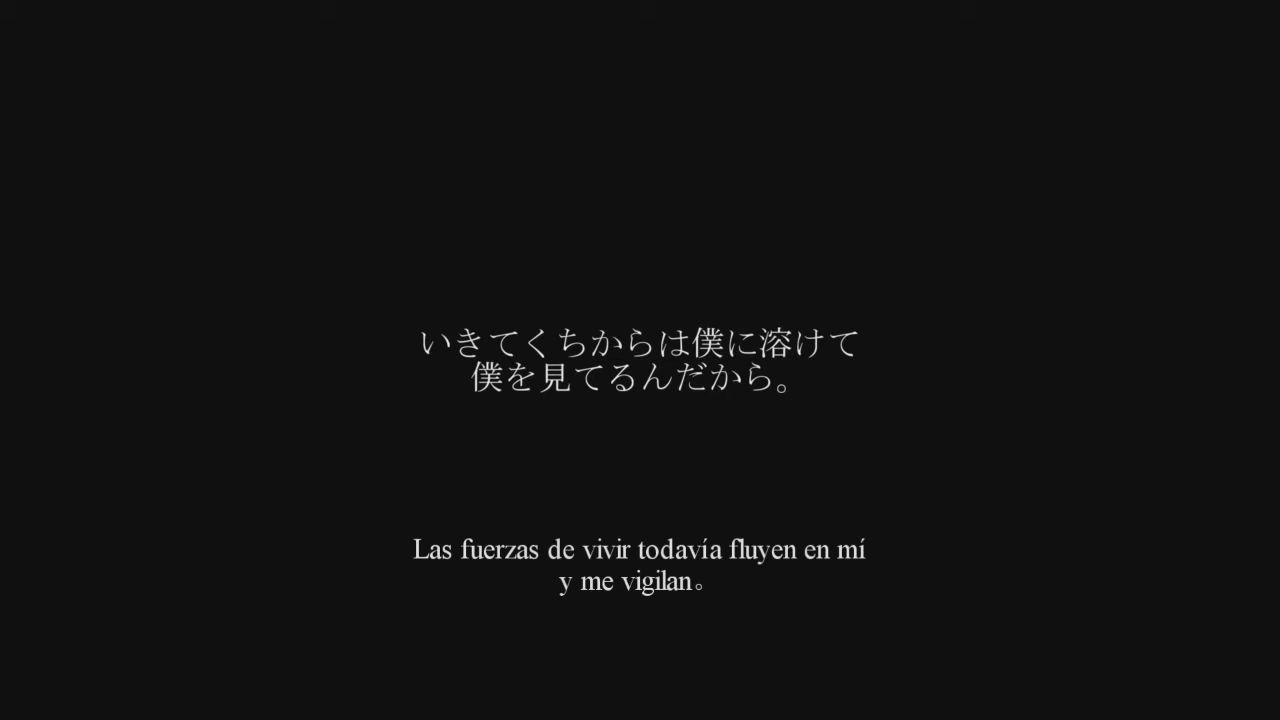 いきてくちからは僕に溶けて
僕を見てるんだから。
Las fuerzas de vivir todavía fluyen en mí
y me vigilan。